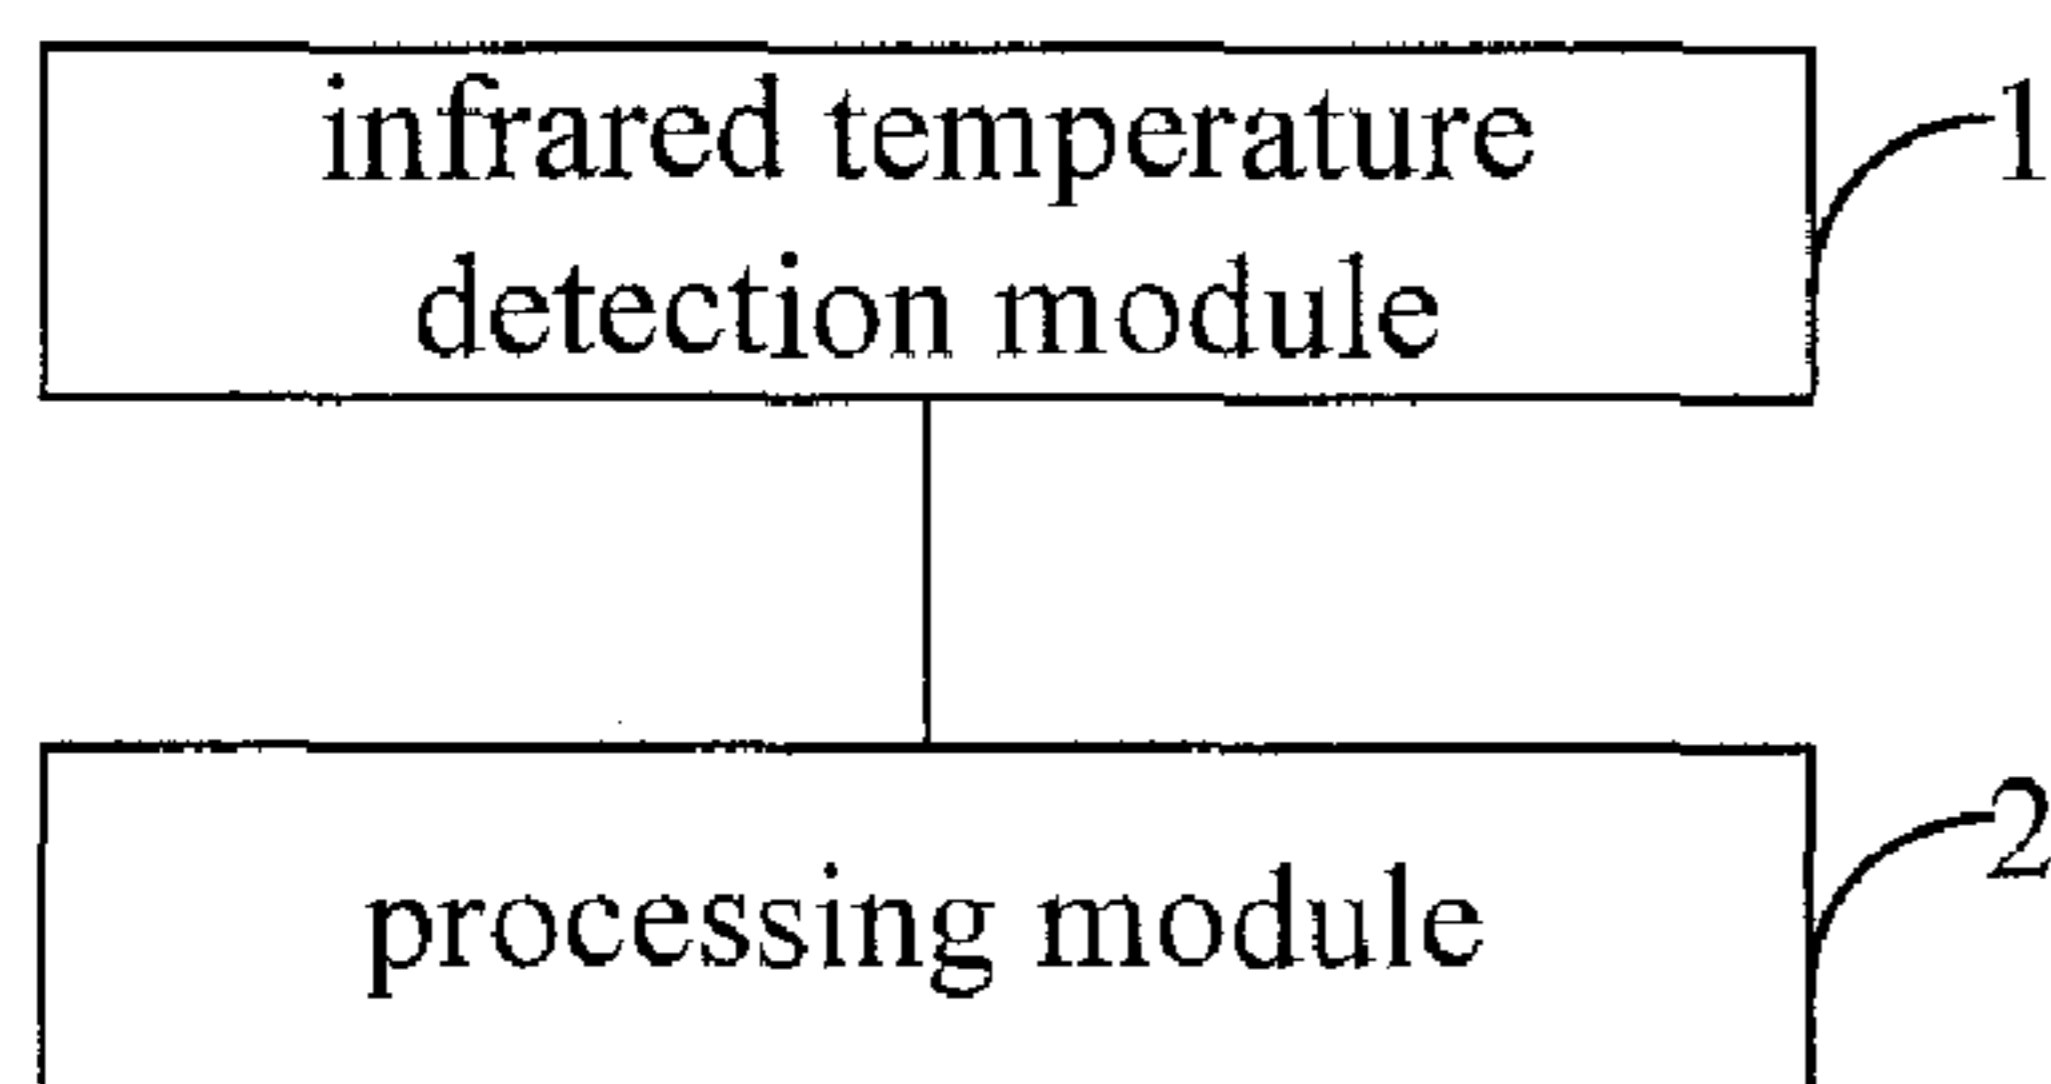 infrared temperature
detection module
1
processing module
2